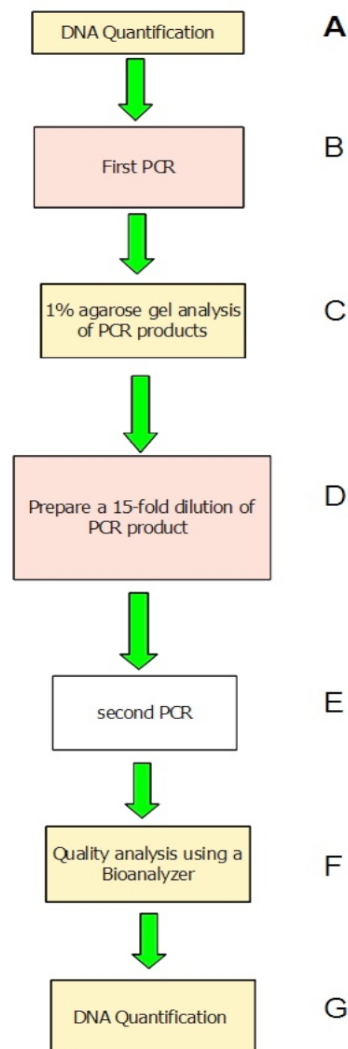 DNA Quantification A
First PCR B
1% agarose gel analysis
of PCR products C
Prepare a 15-fold dilution of
PCR product D
second PCR E
Quality analysis using a
Bioanalyzer F
DNA Quantification G